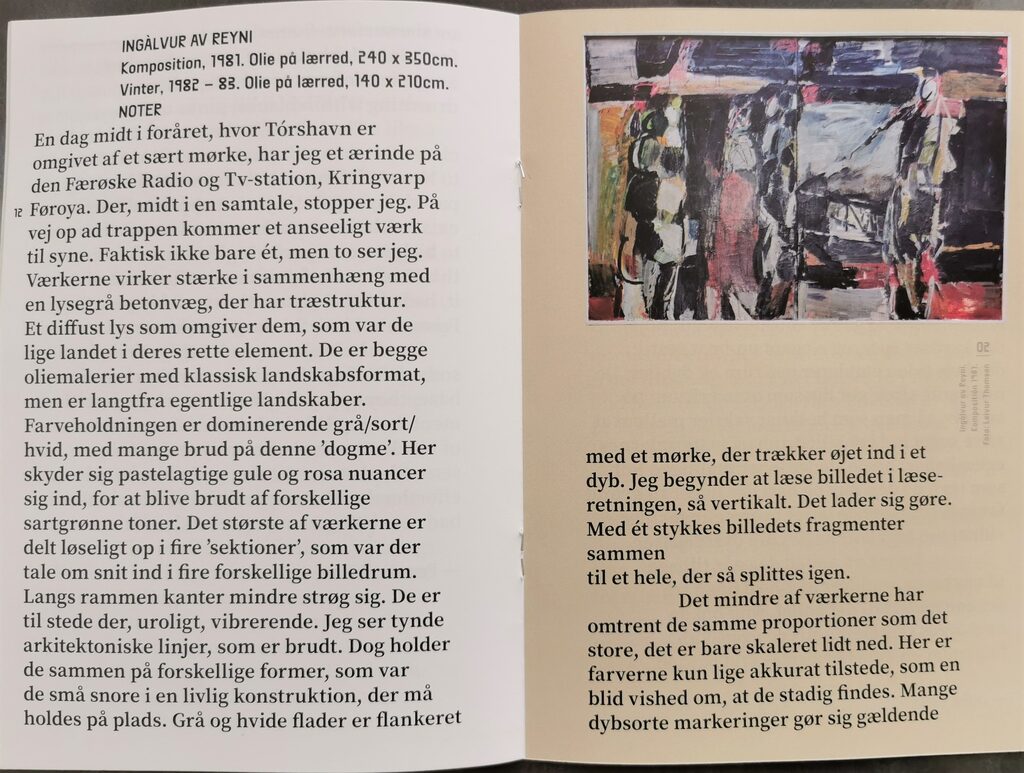 INGÀLVUR AV REYNI
Komposition, 1981. Olie på lærred, 240 x 350cm.
Vinter, 1982 – 83. Olie på lærred, 140 x 210cm.
NOTER
En dag midt i foråret, hvor Tórshavn er
omgivet af et sært mørke, har jeg et ærinde på
den Færøske Radio og Tv-station, Kringvarp
12 Føroya. Der, midt i en samtale, stopper jeg. På
vej op ad trappen kommer et anseeligt værk
til syne. Faktisk ikke bare ét, men to ser jeg.
Værkerne virker stærke i sammenhæng med
en lysegrå betonvæg, der har træstruktur.
Et diffust lys som omgiver dem, som var de
lige landet i deres rette element. De er begge
oliemalerier med klassisk landskabsformat,
men er langtfra egentlige landskaber.
Farveholdningen er dominerende grå/sort/
hvid, med mange brud på denne ’dogme’. Her
skyder sig pastelagtige gule og rosa nuancer
sig ind, for at blive brudt af forskellige
sartgrønne toner. Det største af værkerne er
delt løseligt op i fire ’sektioner’, som var der
tale om snit ind i fire forskellige billedrum.
Langs rammen kanter mindre strøg sig. De er
til stede der, uroligt, vibrerende. Jeg ser tynde
arkitektoniske linjer, som er brudt. Dog holder
de sammen på forskellige former, som var
de små snore i en livlig konstruktion, der må
holdes på plads. Grå og hvide flader er flankeret
50
Ingálvur av Reyni.
Komposition 1981.
Foto: Leivur Thomsen
med et mørke, der trækker øjet ind i et
dyb. Jeg begynder at læse billedet i læse-
retningen, så vertikalt. Det lader sig gøre.
Med ét stykkes billedets fragmenter
sammen
til et hele, der så splittes igen.
Det mindre af værkerne har
omtrent de samme proportioner som det
store, det er bare skaleret lidt ned. Her er
farverne kun lige akkurat tilstede, som en
blid vished om, at de stadig findes. Mange
dybsorte markeringer gør sig gældende